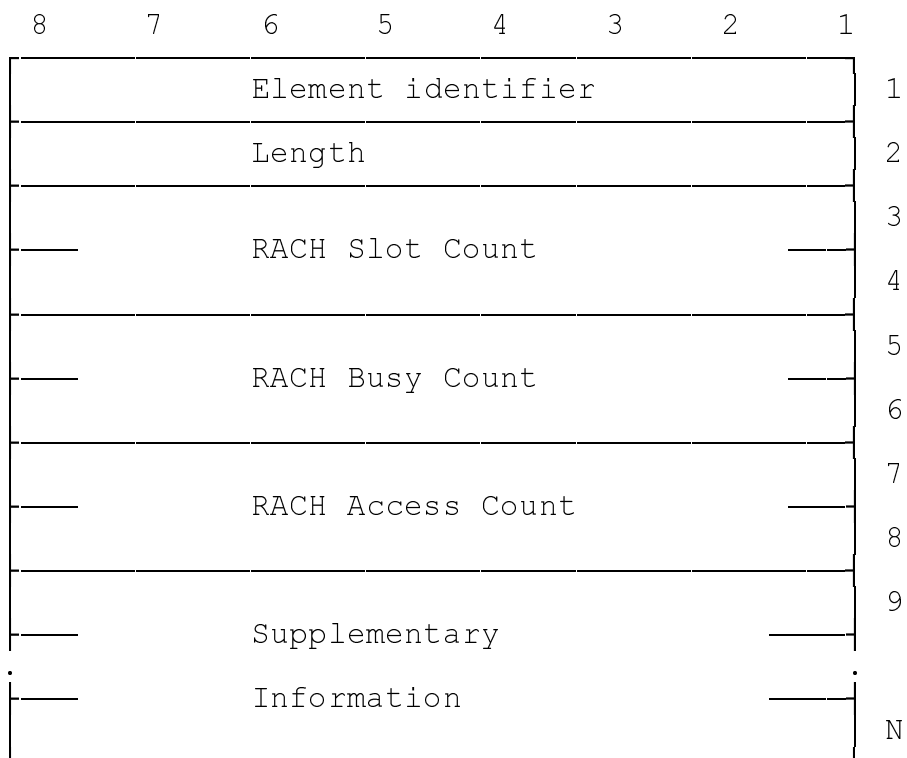 8 7 6 5 4 3 2 1
Element identifier 1
Length 2
3
RACH Slot Count
4
5
RACH Busy Count
6
7
RACH Access Count
8
9
Supplementary
Information
N